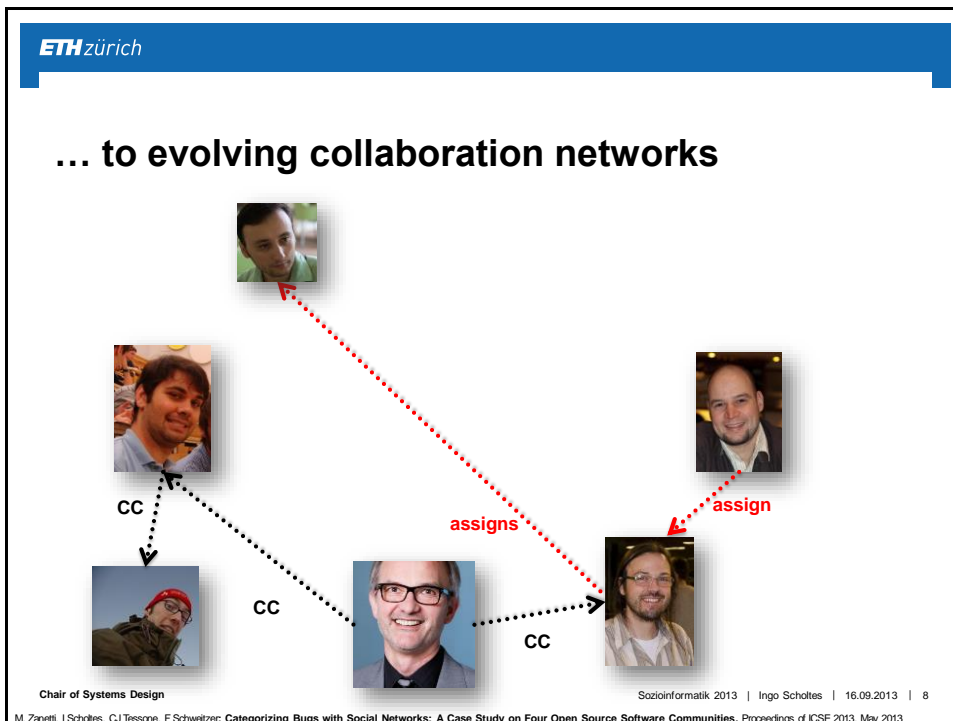 ETH zürich
… to evolving collaboration networks
CC
assigns
assign
CC
CC
Chair of Systems Design
Sozioinformatik 2013 | Ingo Scholtes | 16.09.2013 | 8
M. Zanetti, I.Scholtes, C.J.Tessone, F. Schweitzer: Categorizing Bugs with Social Networks: A Case Study on Four Open Source Software Communities, Proceedings of ICSE 2013, May 2013